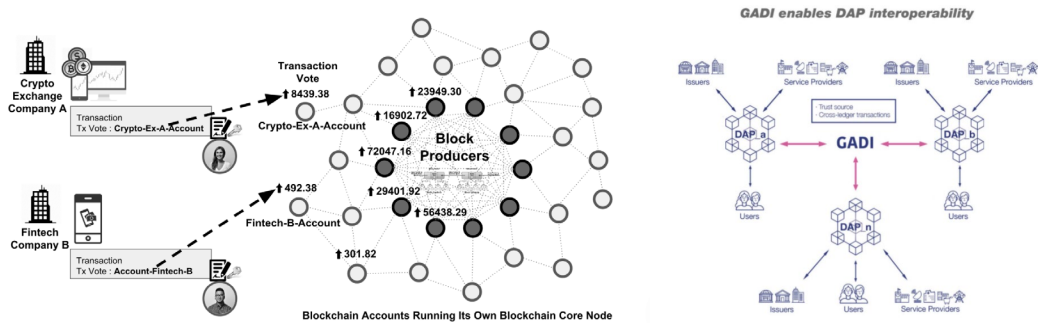 Crypto
Exchange
Company A
Transaction
Tx Vote : Crypto-Ex-A-Account
Fintech
Company B
Transaction
Tx Vote : Account-Fintech-B
Transaction
Vote
8439.38
Crypto-Ex-A-Account
492.38
Fintech-B-Account
301.82
23949.30
16902.72
Block
Producers
72047.16
29401.92
56438.29
Blockchain Accounts Running Its Own Blockchain Core Node
GADI enables DAP interoperability
Issuers
Service Providers
Issuers
Service Providers
· Trust source
· Cross-ledger transactions
DAP_a
GADI
DAP_b
Users
Users
DAP_n
Issuers
Users
Service Providers